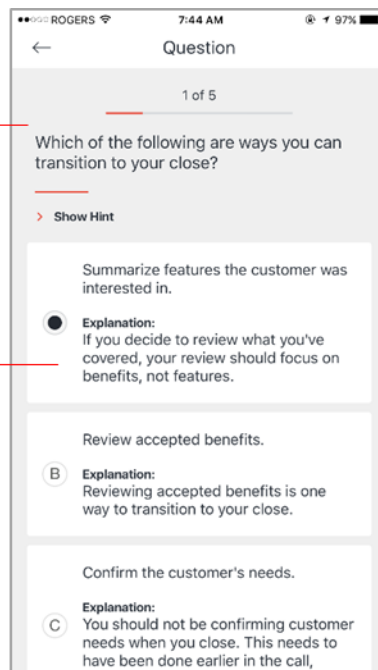 ROGERS 7:44 AM 97%
Question
1 of 5
Which of the following are ways you can
transition to your close?
Show Hint
Summarize features the customer was
interested in.
Explanation:
If you decide to review what you've
covered, your review should focus on
benefits, not features.
Review accepted benefits.
B
Explanation:
Reviewing accepted benefits is one
way to transition to your close.
Confirm the customer's needs.
C
Explanation:
You should not be confirming customer
needs when you close. This needs to
have been done earlier in the call,